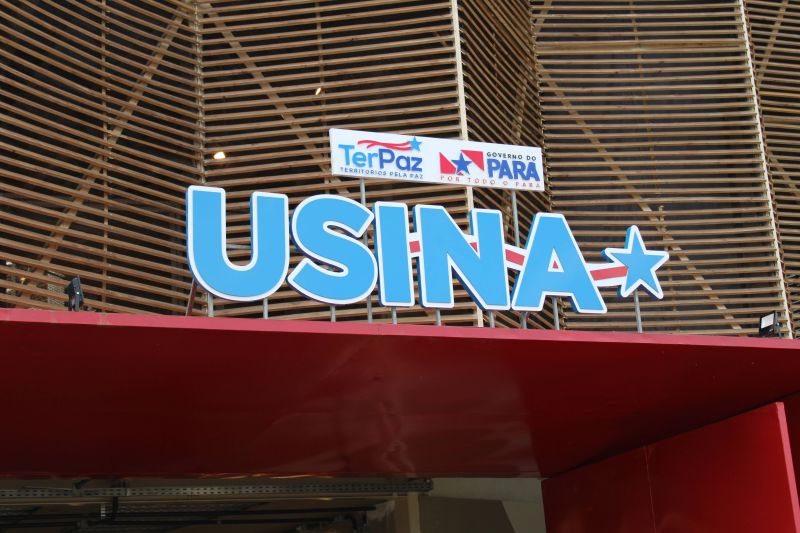 TerPaz
TERRITÓRIOS PELA PAZ
GOVERNO DO
PARÁ
POR TODO O PARÁ
USINA